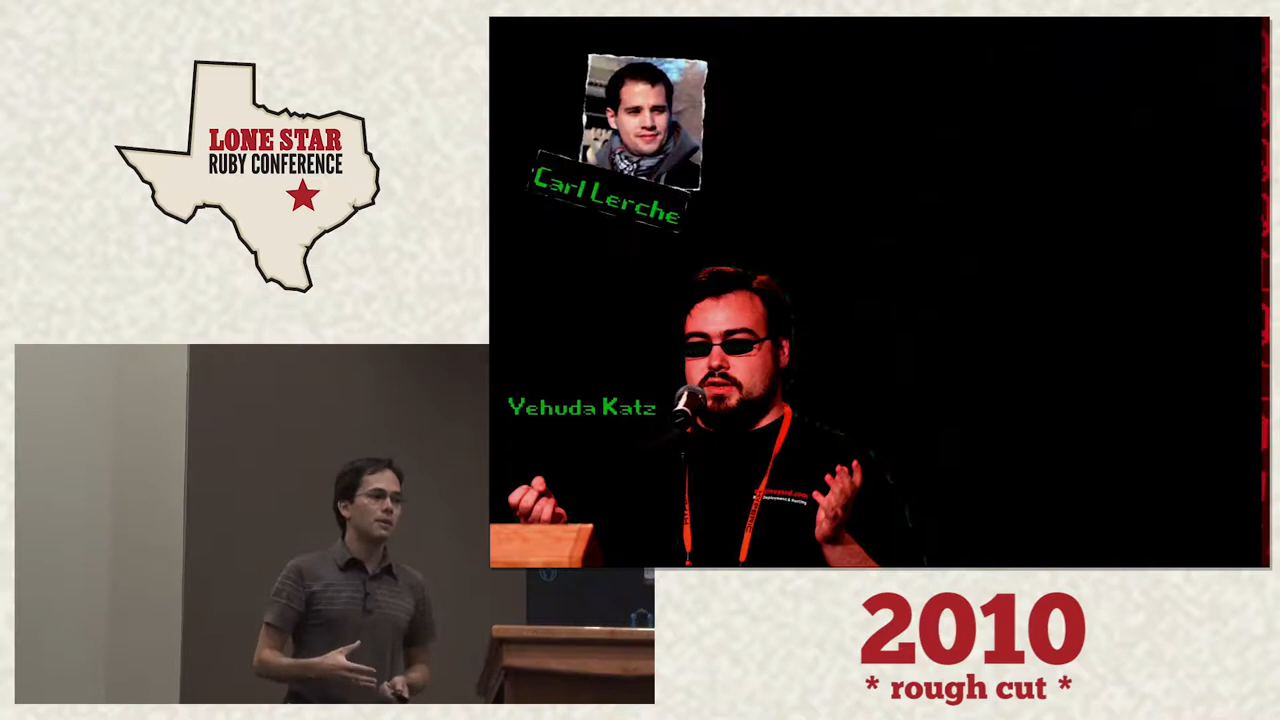 LONE STAR
RUBY CONFERENCE
Carl Lerche
Yehuda Katz
2010
* rough cut *